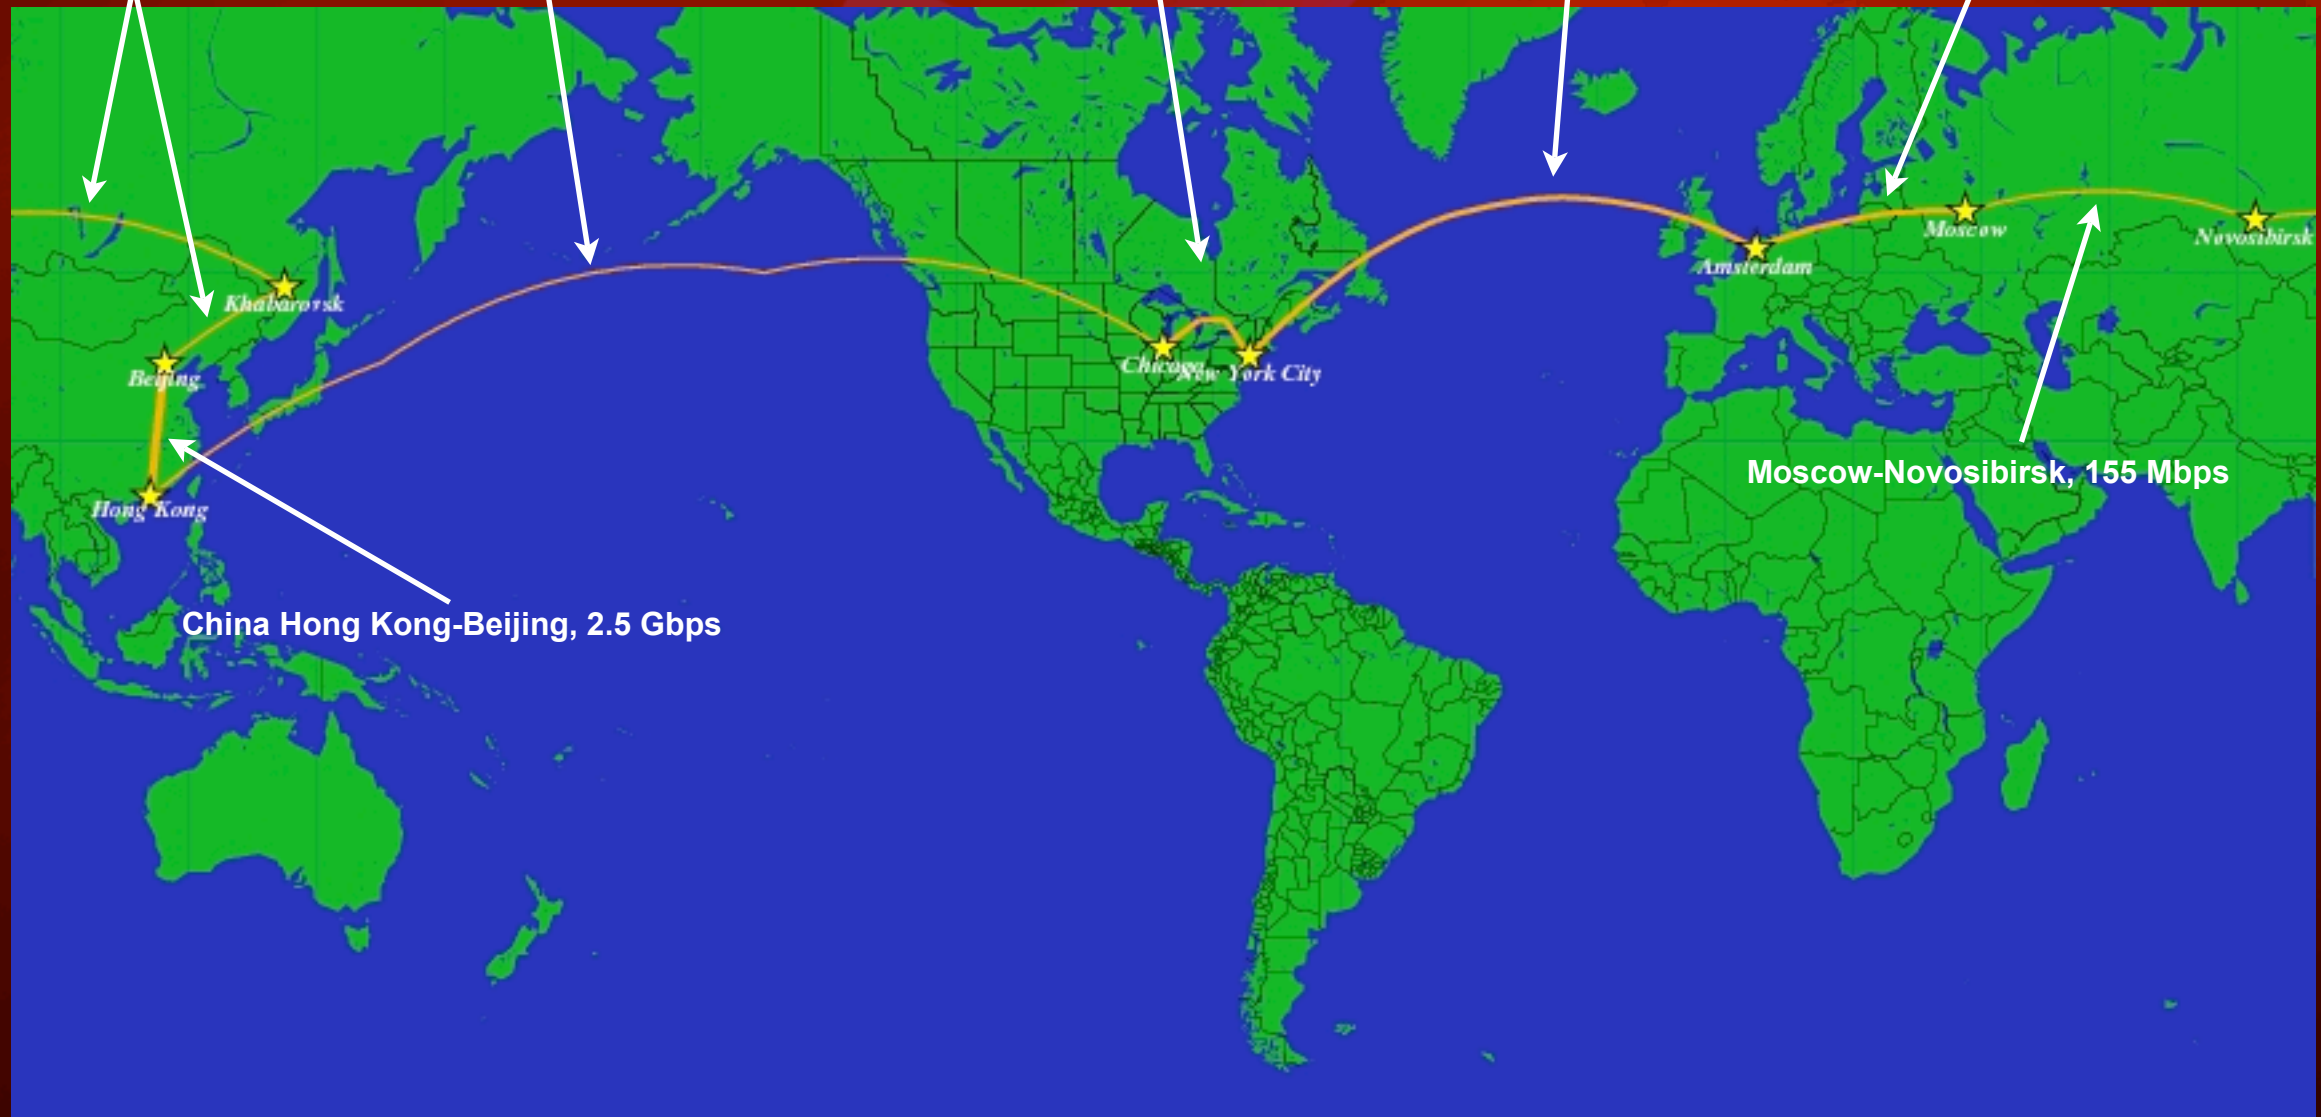 Moscow
Novosibirsk
Amsterdam
Khabarovsk
Chicago
New York City
Beijing
Moscow-Novosibirsk, 155 Mbps
Hong Kong
China Hong Kong-Beijing, 2.5 Gbps